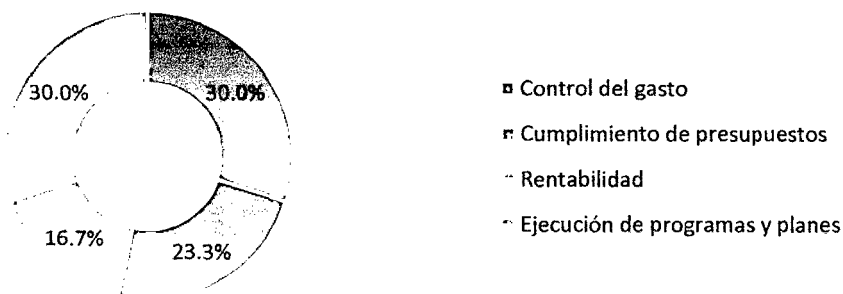 30.0%
30.0%
16.7%
23.3%
Control del gasto
Cumplimiento de presupuestos
Rentabilidad
Ejecución de programas y planes